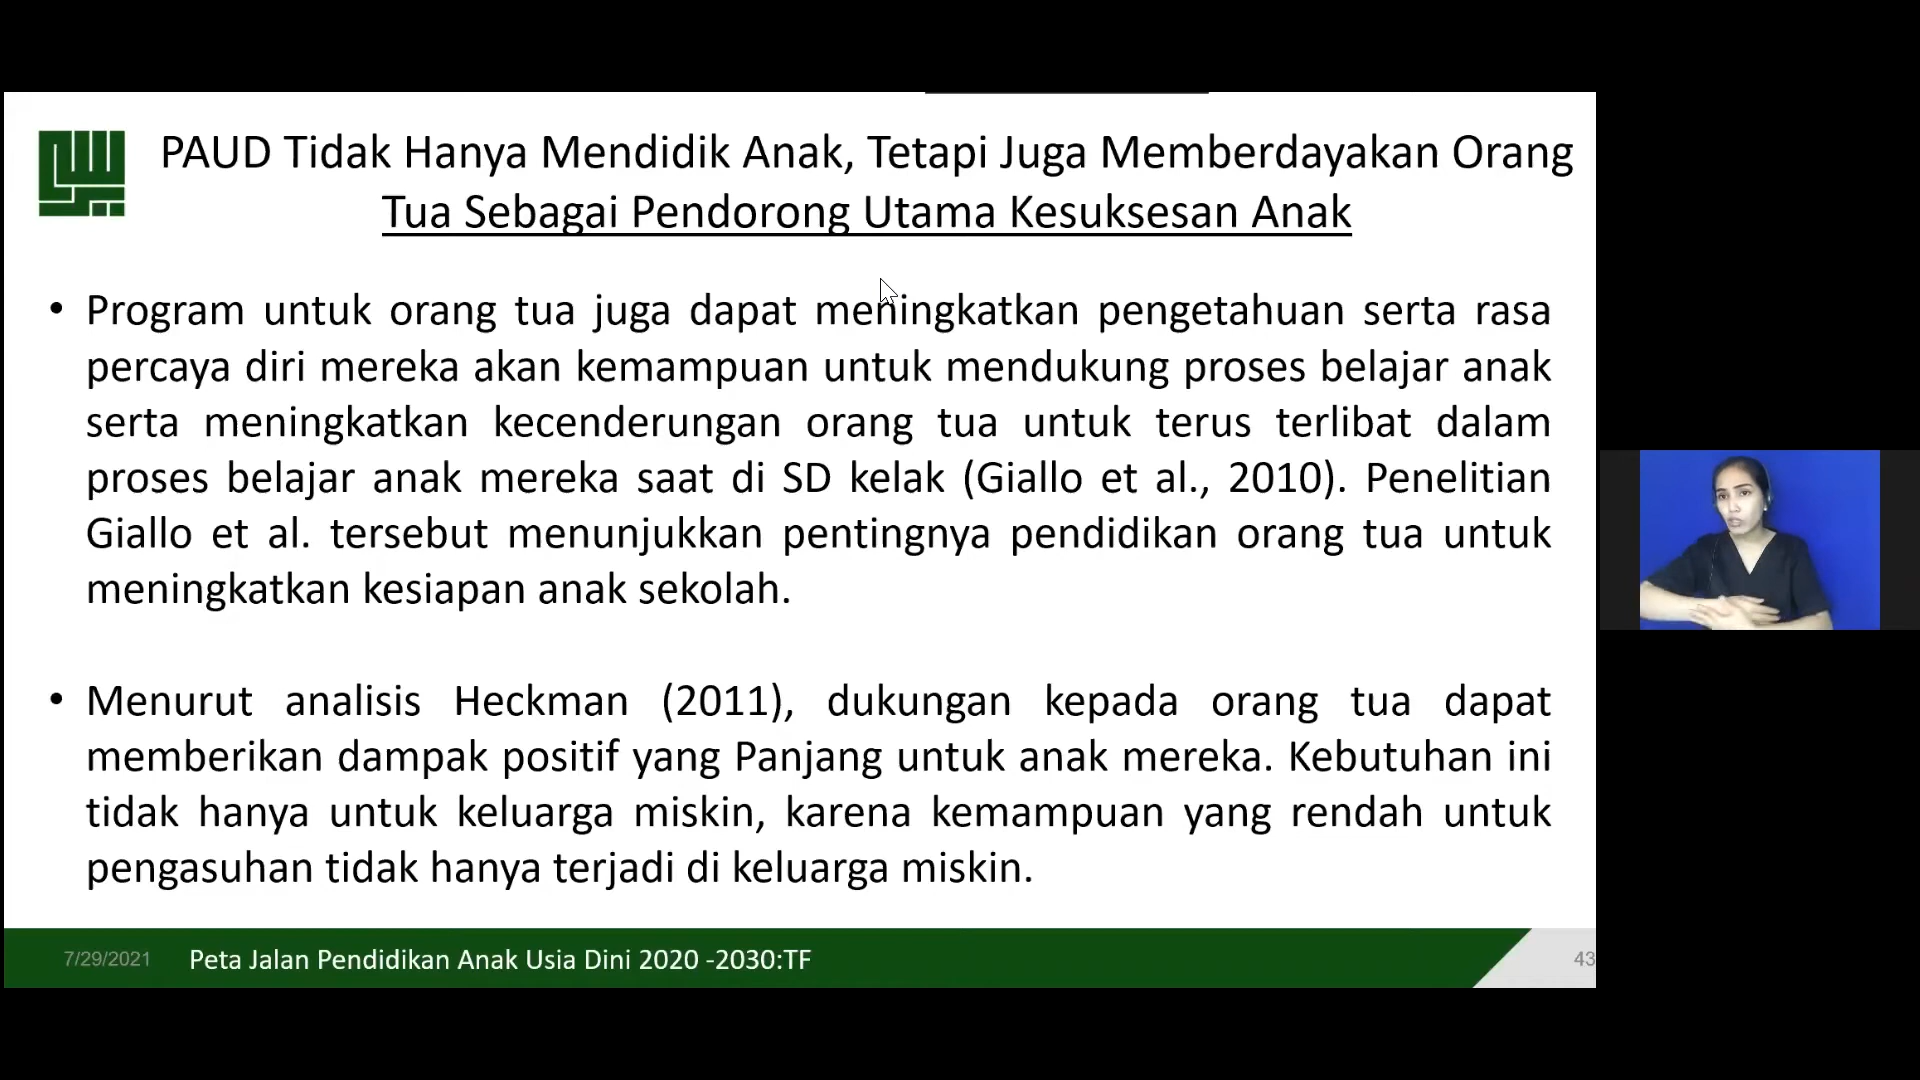 PAUD Tidak Hanya Mendidik Anak, Tetapi Juga Memberdayakan Orang
Tua Sebagai Pendorong Utama Kesuksesan Anak
• Program untuk orang tua juga dapat meningkatkan pengetahuan serta rasa
percaya diri mereka akan kemampuan untuk mendukung proses belajar anak
serta meningkatkan kecenderungan orang tua untuk terus terlibat dalam
proses belajar anak mereka saat di SD kelak (Giallo et al., 2010). Penelitian
Giallo et al. tersebut menunjukkan pentingnya pendidikan orang tua untuk
meningkatkan kesiapan anak sekolah.
• Menurut analisis Heckman (2011), dukungan kepada orang tua dapat
memberikan dampak positif yang Panjang untuk anak mereka. Kebutuhan ini
tidak hanya untuk keluarga miskin, karena kemampuan yang rendah untuk
pengasuhan tidak hanya terjadi di keluarga miskin.
7/29/2021 Peta Jalan Pendidikan Anak Usia Dini 2020 -2030:TF 43